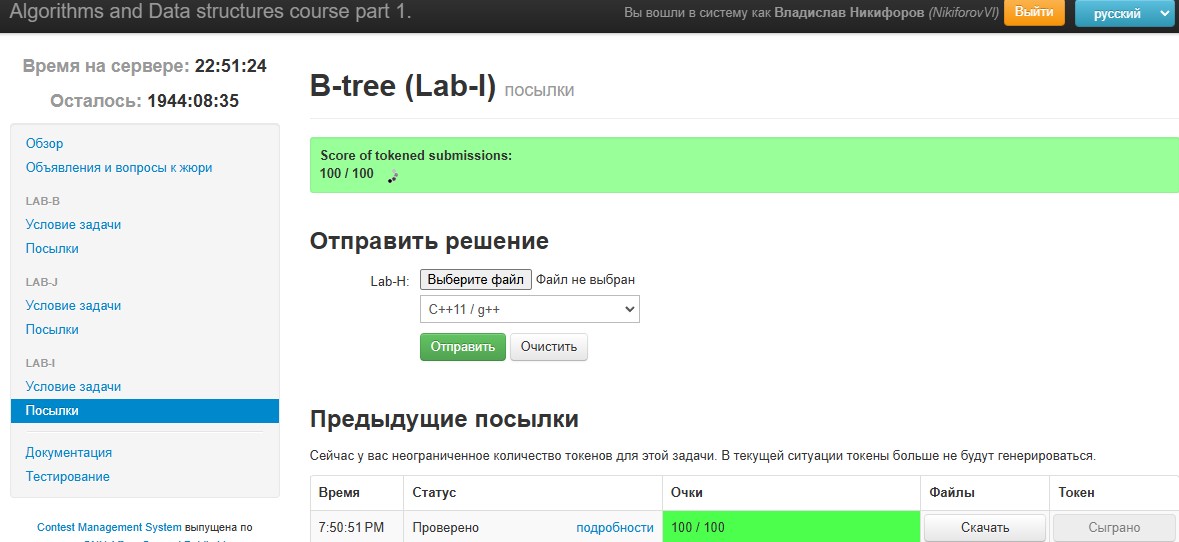 Algorithms and Data structures course part 1.
Вы вошли в систему как Владислав Никифоров (NikiforovVl) Выйти русский
Время на сервере: 22:51:24
Осталось: 1944:08:35
Обзор
Объявления и вопросы к жюри
LAB-B
Условие задачи
Посылки
LAB-J
Условие задачи
Посылки
LAB-I
Условие задачи
Посылки
Документация
Тестирование
Contest Management System выпущена по
B-tree (Lab-I) посылки
Score of tokened submissions:
100 / 100
Отправить решение
Lab-H: Выберите файл Файл не выбран
C++11 / g++
Отправить Очистить
Предыдущие посылки
Сейчас у вас неограниченное количество токенов для этой задачи. В текущей ситуации токены больше не будут генерироваться.
Время Статус Очки Файлы Токен
7:50:51 PM Проверено подробности 100 / 100 Скачать Сыграно